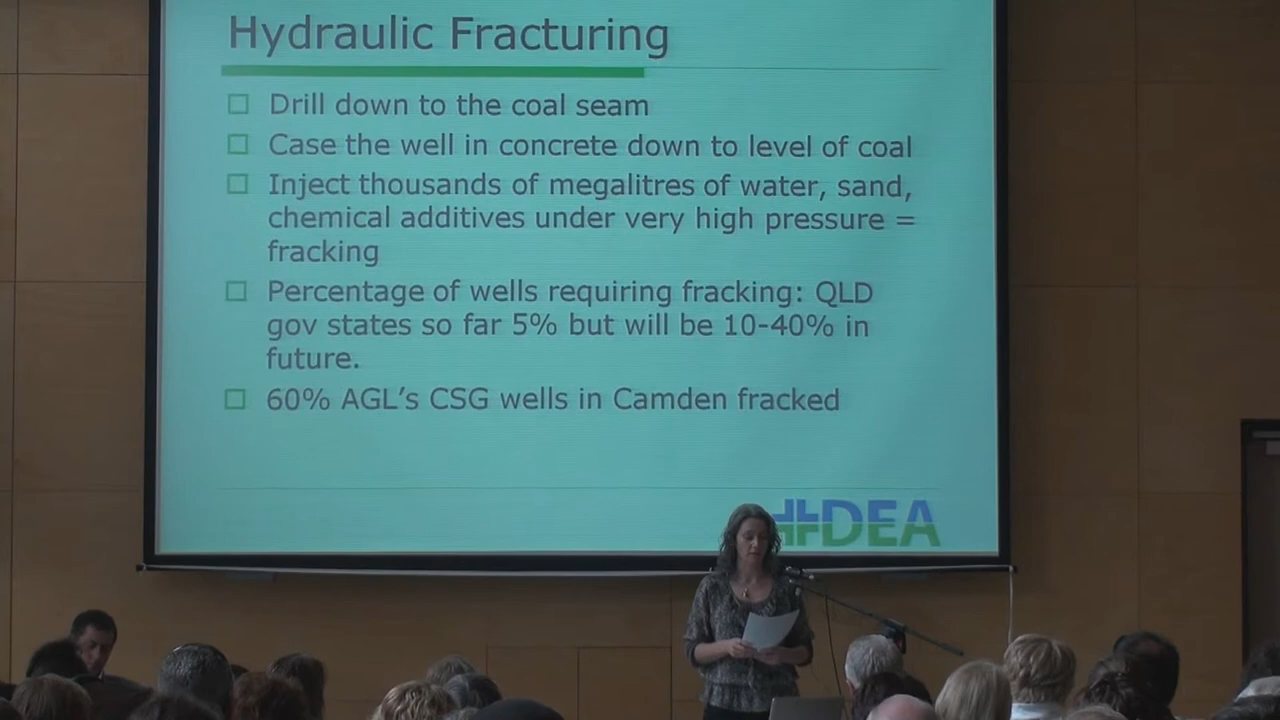 Hydraulic Fracturing
Drill down to the coal seam
Case the well in concrete down to level of coal
Inject thousands of megalitres of water, sand,
chemical additives under very high pressure =
fracking
Percentage of wells requiring fracking: QLD
gov states so far 5% but will be 10-40% in
future.
60% AGL's CSG wells in Camden fracked
DEA